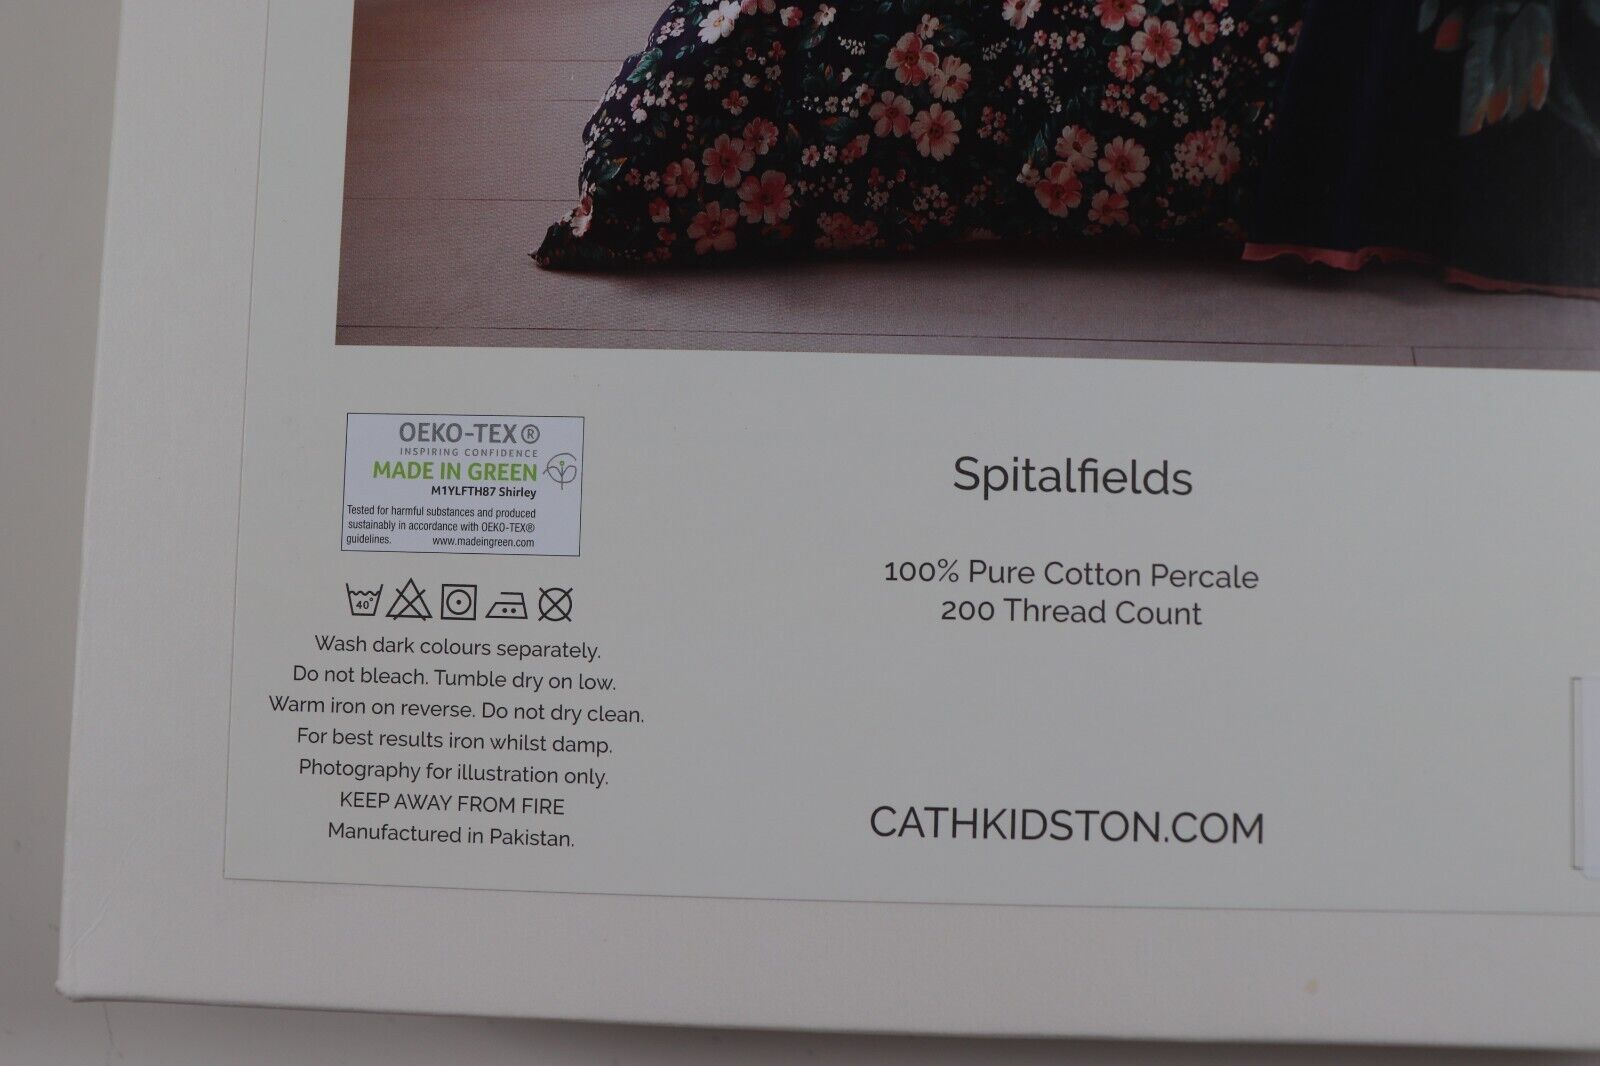 OEKO-TEX®
INSPIRING CONFIDENCE
MADE IN GREEN
M1YLFTH87 Shirley
Tested for harmful substances and produced
sustainably in accordance with OEKO-TEX®
guidelines. www.madeingreen.com
40°
Wash dark colours separately.
Do not bleach. Tumble dry on low.
Warm iron on reverse. Do not dry clean.
For best results iron whilst damp.
Photography for illustration only.
KEEP AWAY FROM FIRE
Manufactured in Pakistan.
Spitalfields
100% Pure Cotton Percale
200 Thread Count
CATHKIDSTON.COM